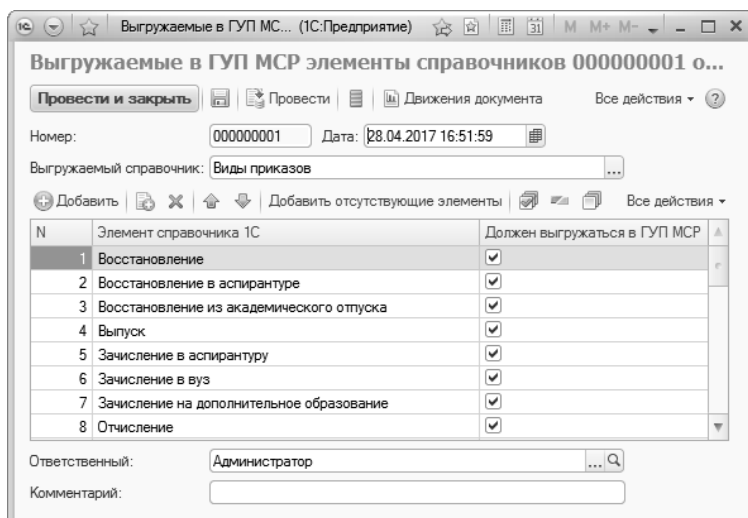 Выгружаемые в ГУП МС... (1С:Предприятие) 31 M M+ M-
Выгружаемые в ГУП МСР элементы справочников 000000001 о...
Провести и закрыть Провести Движения документа Все действия ?
Номер: 000000001 Дата: 28.04.2017 16:51:59
Выгружаемый справочник: Виды приказов ...
Добавить Добавить отсутствующие элементы Все действия
N Элемент справочника 1С Должен выгружаться в ГУП МСР
1 Восстановление
2 Восстановление в аспирантуре
3 Восстановление из академического отпуска
4 Выпуск
5 Зачисление в аспирантуру
6 Зачисление в вуз
7 Зачисление на дополнительное образование
8 Отчисление
Ответственный: Администратор ...
Комментарий: